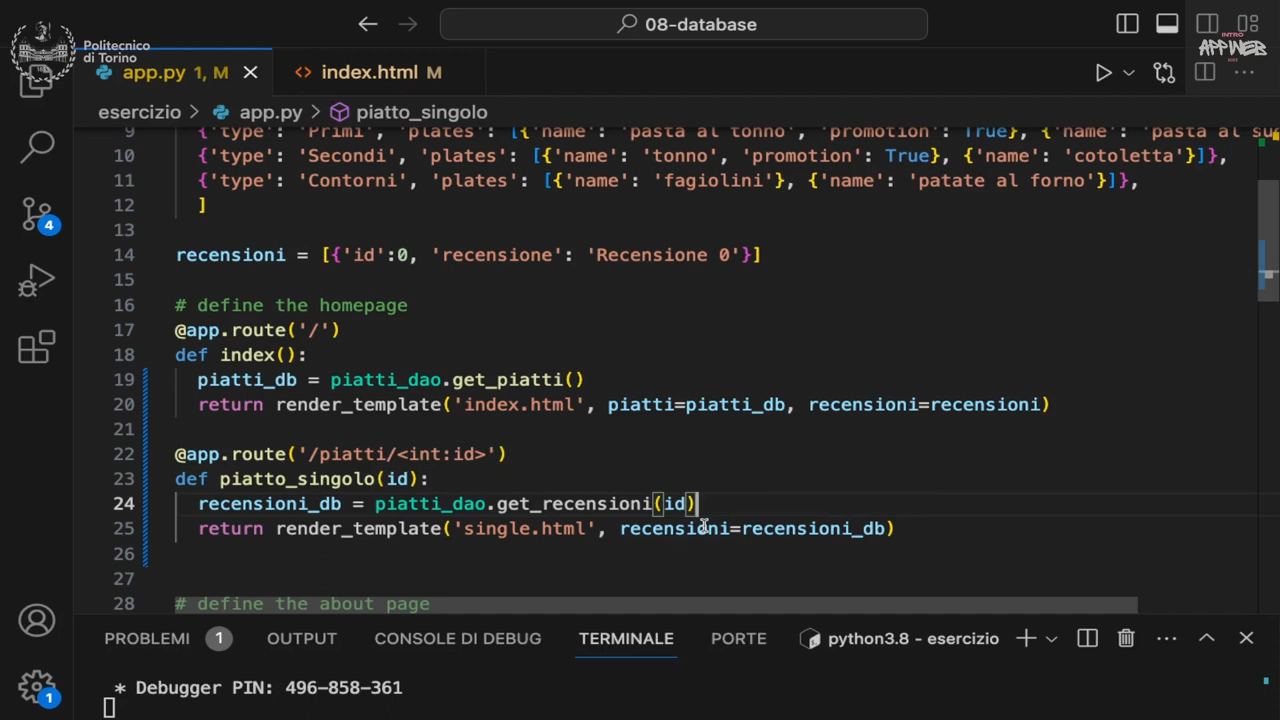 08-database
Politecnico
di Torino
INTRO
APPIWEB
app.py 1, M
index.html M
esercizio > app.py > piatto_singolo
9 {'type': 'Primi', 'plates': [{'name': 'pasta al tonno', 'promotion': True}, {'name': 'pasta al su
10 {'type': 'Secondi', 'plates': [{'name': 'tonno', 'promotion': True}, {'name': 'cotoletta'}]},
11 {'type': 'Contorni', 'plates': [{'name': 'fagiolini'}, {'name': 'patate al forno'}]},
12 ]
13
14 recensioni = [{'id':0, 'recensione': 'Recensione 0'}]
15
16 # define the homepage
17 @app.route('/')
18 def index():
19 piatti_db = piatti_dao.get_piatti()
20 return render_template('index.html', piatti=piatti_db, recensioni=recensioni)
21
22 @app.route('/piatti/<int:id>')
23 def piatto_singolo(id):
24 recensioni_db = piatti_dao.get_recensioni(id)
25 return render_template('single.html', recensioni=recensioni_db)
26
27
28 # define the about page
4
1
PROBLEMI 1 OUTPUT CONSOLE DI DEBUG TERMINALE PORTE python3.8 - esercizio
* Debugger PIN: 496-858-361